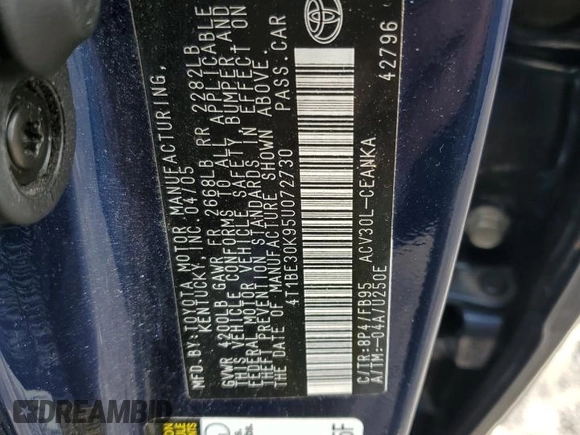 MFD.BY: TOYOTA MOTOR MANUFACTURING,
KENTUCKY, INC. 04/05
GVWR 4200LB GAWR FR 2668LB RR 2282LB
THIS VEHICLE CONFORMS TO ALL APPLICABLE
FEDERAL MOTOR VEHICLE SAFETY, BUMPER, AND
THEFT PREVENTION STANDARDS IN EFFECT ON
THE DATE OF MANUFACTURE SHOWN ABOVE.
4T1BE30K95U072730 PASS.CAR
C/TR:8P4/FB95 ACV30L-CEANKA
A/TM:-04A/U250E 42796